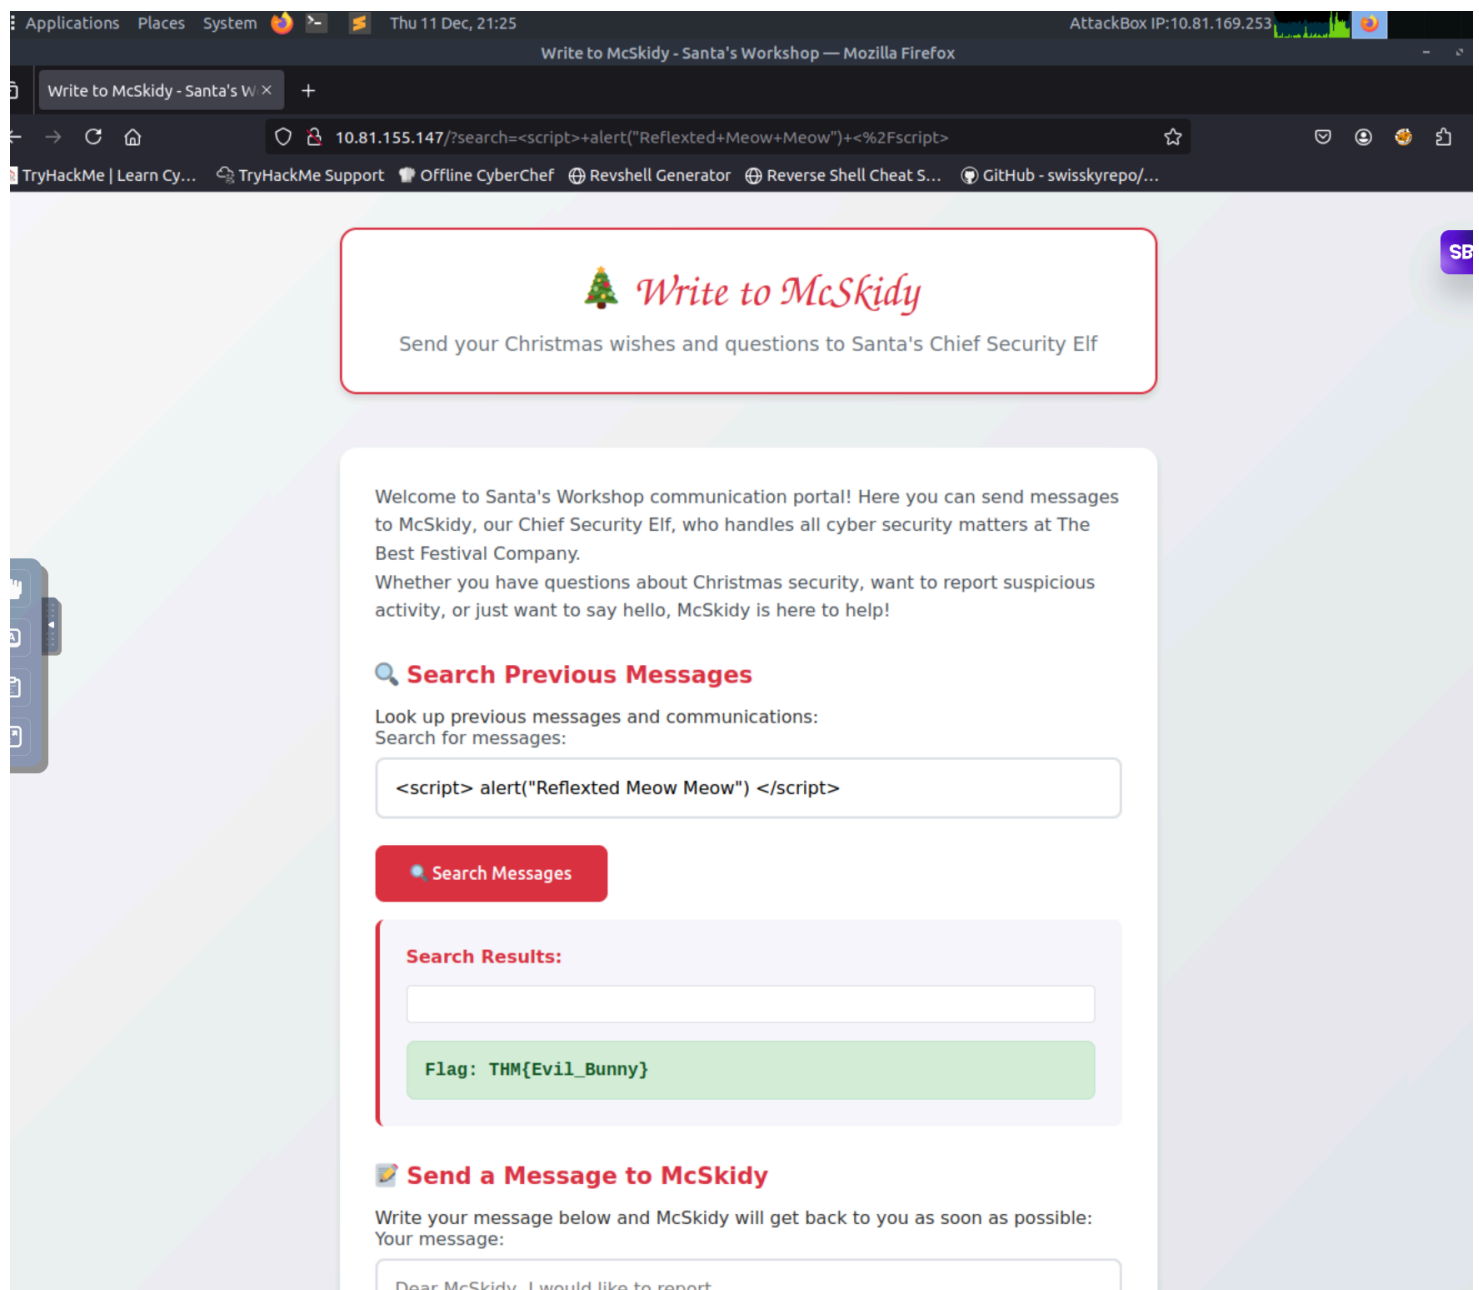 Applications Places System Thu 11 Dec, 21:25 AttackBox IP:10.81.169.253
Write to McSkidy - Santa's Workshop — Mozilla Firefox
Write to McSkidy - Santa's W
10.81.155.147/?search=<script>+alert("Reflexted+Meow+Meow")+<%2Fscript>
TryHackMe | Learn Cy... TryHackMe Support Offline CyberChef Revshell Generator Reverse Shell Cheat S... GitHub - swisskyrepo/...
SB
Write to McSkidy
Send your Christmas wishes and questions to Santa's Chief Security Elf
Welcome to Santa's Workshop communication portal! Here you can send messages
to McSkidy, our Chief Security Elf, who handles all cyber security matters at The
Best Festival Company.
Whether you have questions about Christmas security, want to report suspicious
activity, or just want to say hello, McSkidy is here to help!
Search Previous Messages
Look up previous messages and communications:
Search for messages:
<script> alert("Reflexted Meow Meow") </script>
Search Messages
Search Results:
Flag: THM{Evil_Bunny}
Send a Message to McSkidy
Write your message below and McSkidy will get back to you as soon as possible:
Your message:
Dear McSkidy, I would like to report